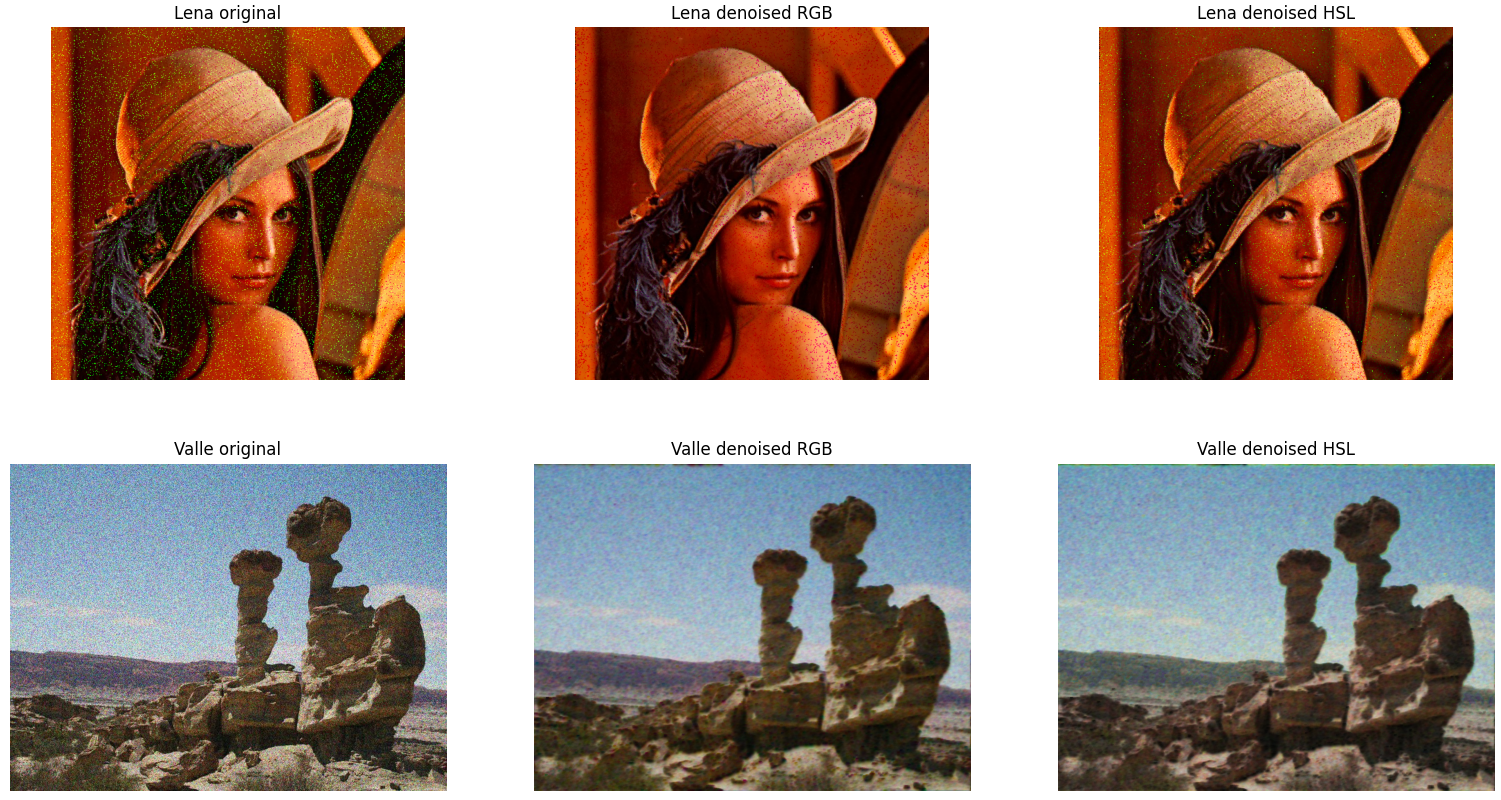 Lena original
Lena denoised RGB
Lena denoised HSL
Valle original
Valle denoised RGB
Valle denoised HSL